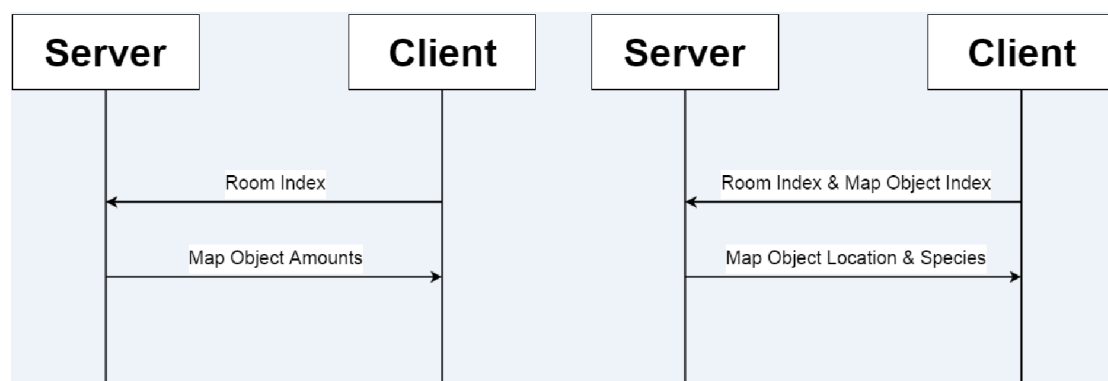 Server
Client
Server
Client
Room Index
Map Object Amounts
Room Index & Map Object Index
Map Object Location & Species